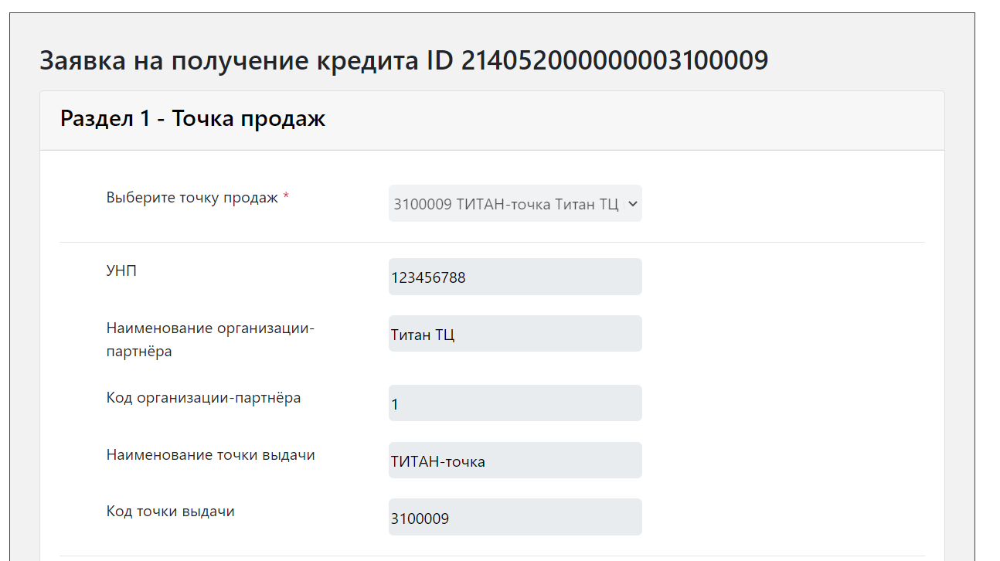 Заявка на получение кредита ID 214052000000003100009
Раздел 1 - Точка продаж
Выберите точку продаж *
3100009 ТИТАН-точка Титан ТЦ
УНП
123456788
Наименование организации-
партнёра
Титан ТЦ
Код организации-партнёра
1
Наименование точки выдачи
ТИТАН-точка
Код точки выдачи
3100009